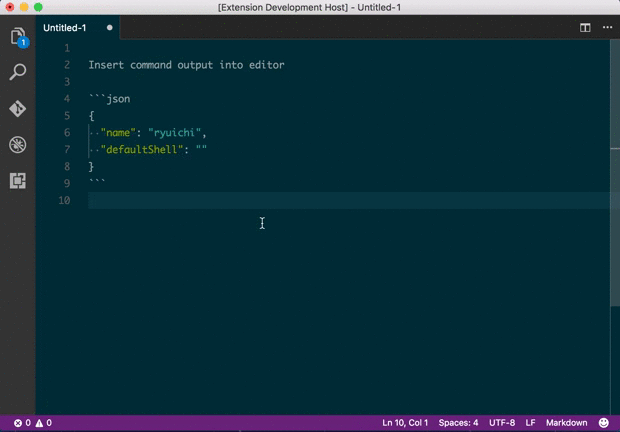 [Extension Development Host] - Untitled-1
Untitled-1
1
1
2 Insert command output into editor
3
4 ```json
5 {
6 "name": "ryuichi",
7 "defaultShell": ""
8 }
9 ```
10
0 0 Ln 10, Col 1 Spaces: 4 UTF-8 LF Markdown